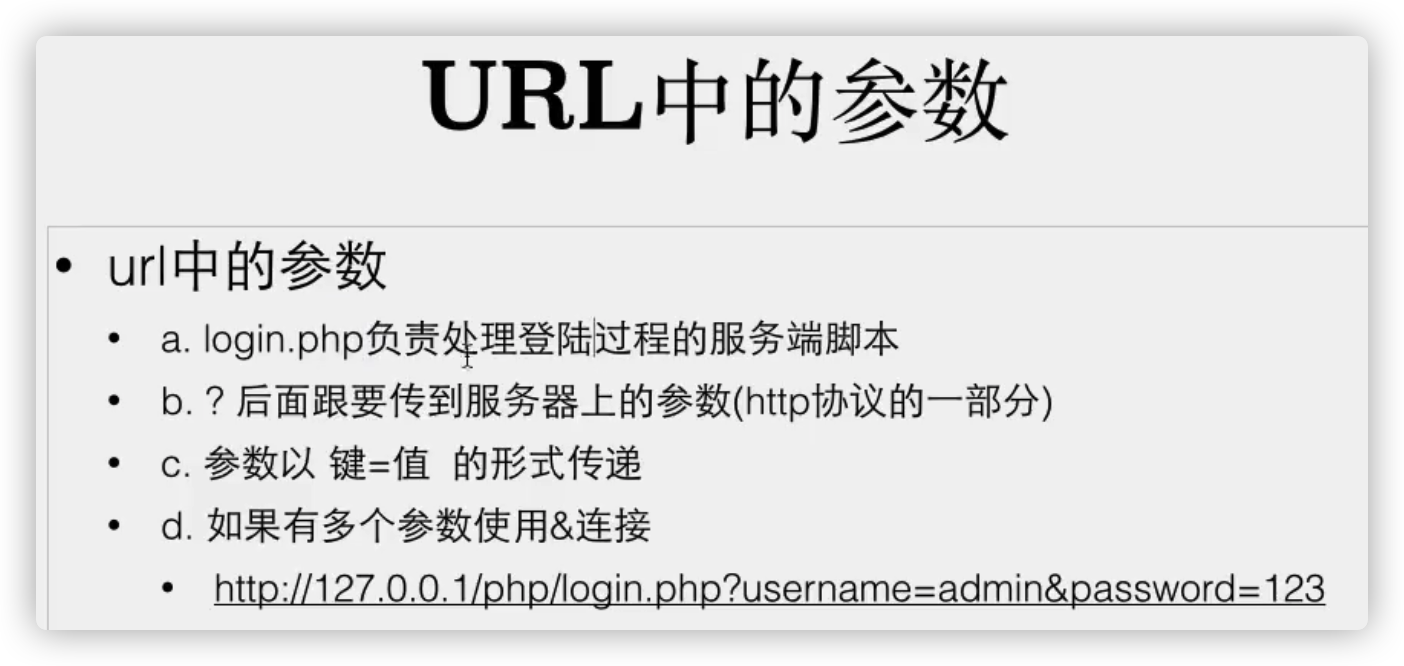 URL中的参数
• url中的参数
• a. login.php负责处理登陆过程的服务端脚本
• b. ? 后面跟要传到服务器上的参数(http协议的一部分)
• c. 参数以 键=值 的形式传递
• d. 如果有多个参数使用&连接
• http://127.0.0.1/php/login.php?username=admin&password=123